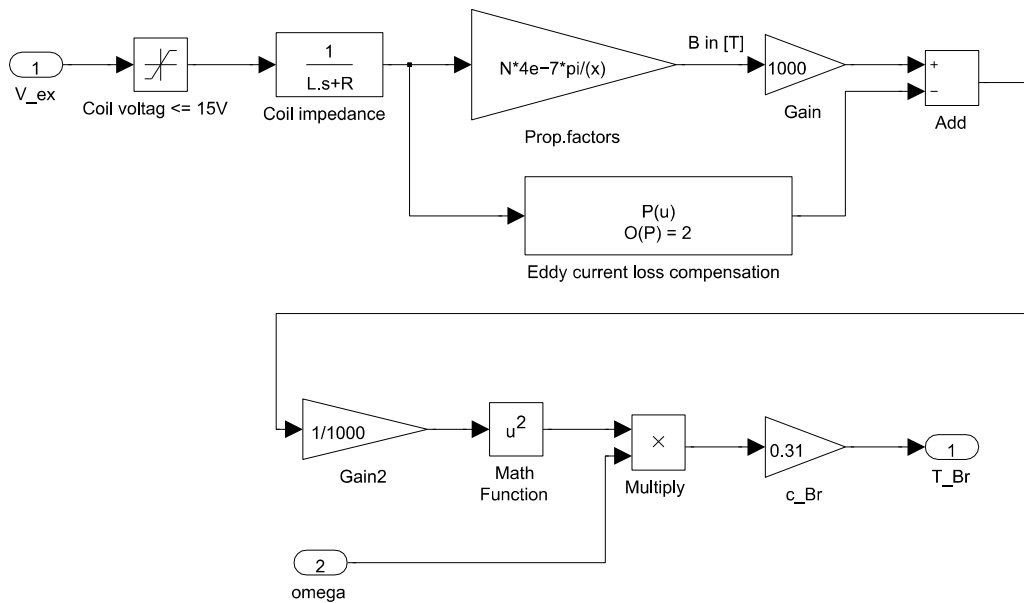 1
V_ex
Coil voltag <= 15V
1
L.s+R
Coil impedance
N*4e−7*pi/(x)
Prop.factors
B in [T]
1000
Gain
+
−
Add
P(u)
O(P) = 2
Eddy current loss compensation
1/1000
Gain2
u²
Math
Function
×
Multiply
0.31
c_Br
1
T_Br
2
omega